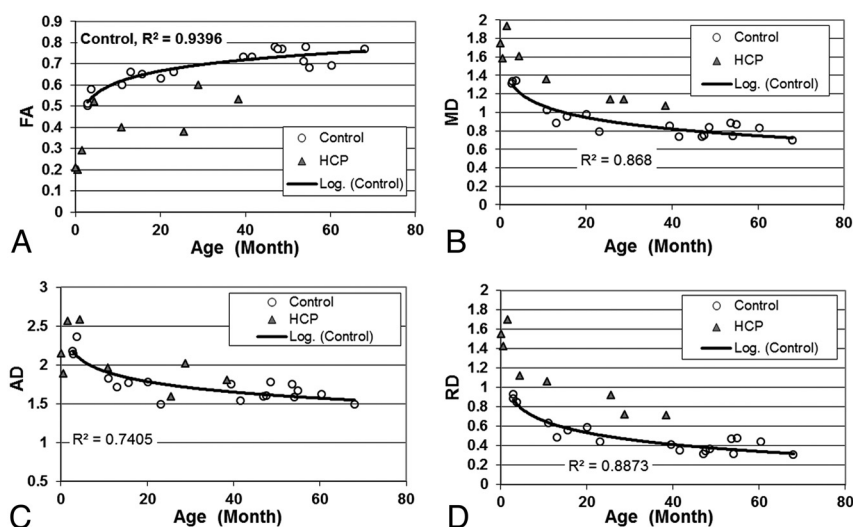 Control, R² = 0.9396
0.9
0.8
0.7
0.6
0.5
0.4
0.3
0.2
0.1
0
FA
Control
HCP
Log. (Control)
0 20 40 60 80
Age (Month)
A
2
1.8
1.6
1.4
1.2
1
0.8
0.6
0.4
0.2
0
MD
Control
HCP
Log. (Control)
R² = 0.868
0 20 40 60 80
Age (Month)
B
3
2.5
2
1.5
1
0.5
AD
Control
HCP
Log. (Control)
R² = 0.7405
0 20 40 60 80
Age (Month)
C
2
1.8
1.6
1.4
1.2
1
0.8
0.6
0.4
0.2
0
RD
Control
HCP
Log. (Control)
R² = 0.8873
0 20 40 60 80
Age (Month)
D